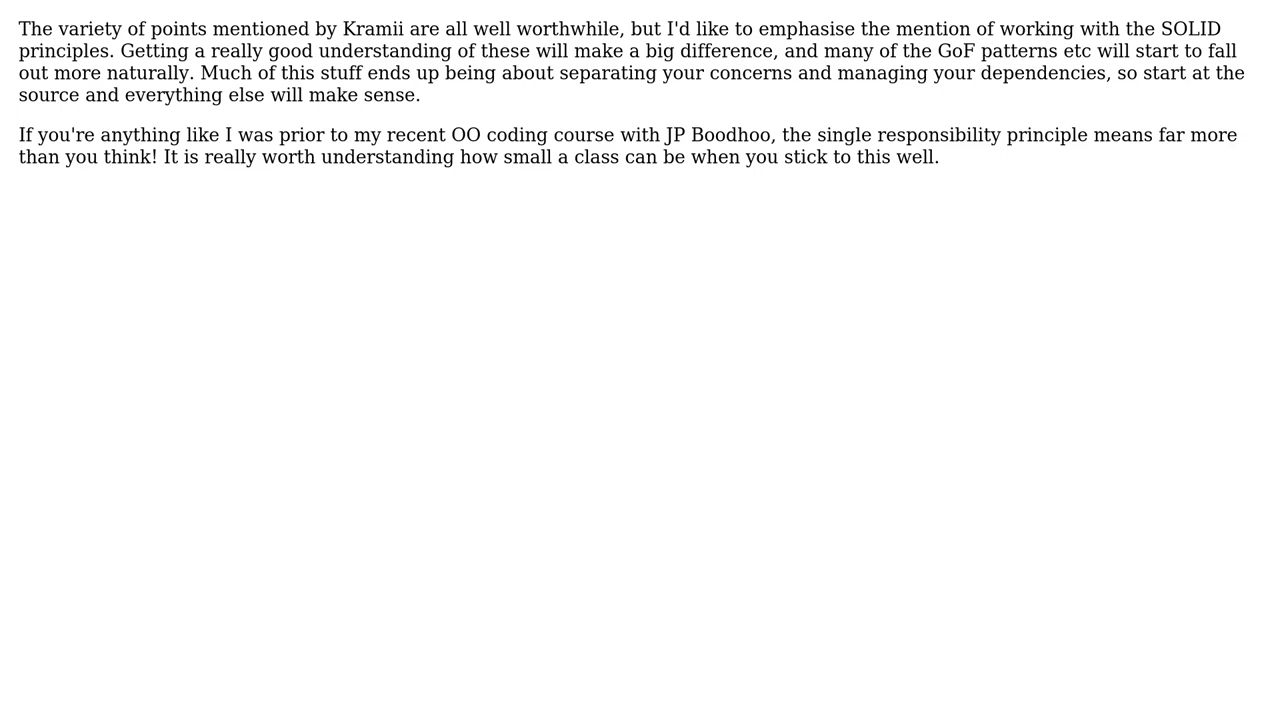 The variety of points mentioned by Kramii are all well worthwhile, but I'd like to emphasise the mention of working with the SOLID
principles. Getting a really good understanding of these will make a big difference, and many of the GoF patterns etc will start to fall
out more naturally. Much of this stuff ends up being about separating your concerns and managing your dependencies, so start at the
source and everything else will make sense.
If you're anything like I was prior to my recent OO coding course with JP Boodhoo, the single responsibility principle means far more
than you think! It is really worth understanding how small a class can be when you stick to this well.